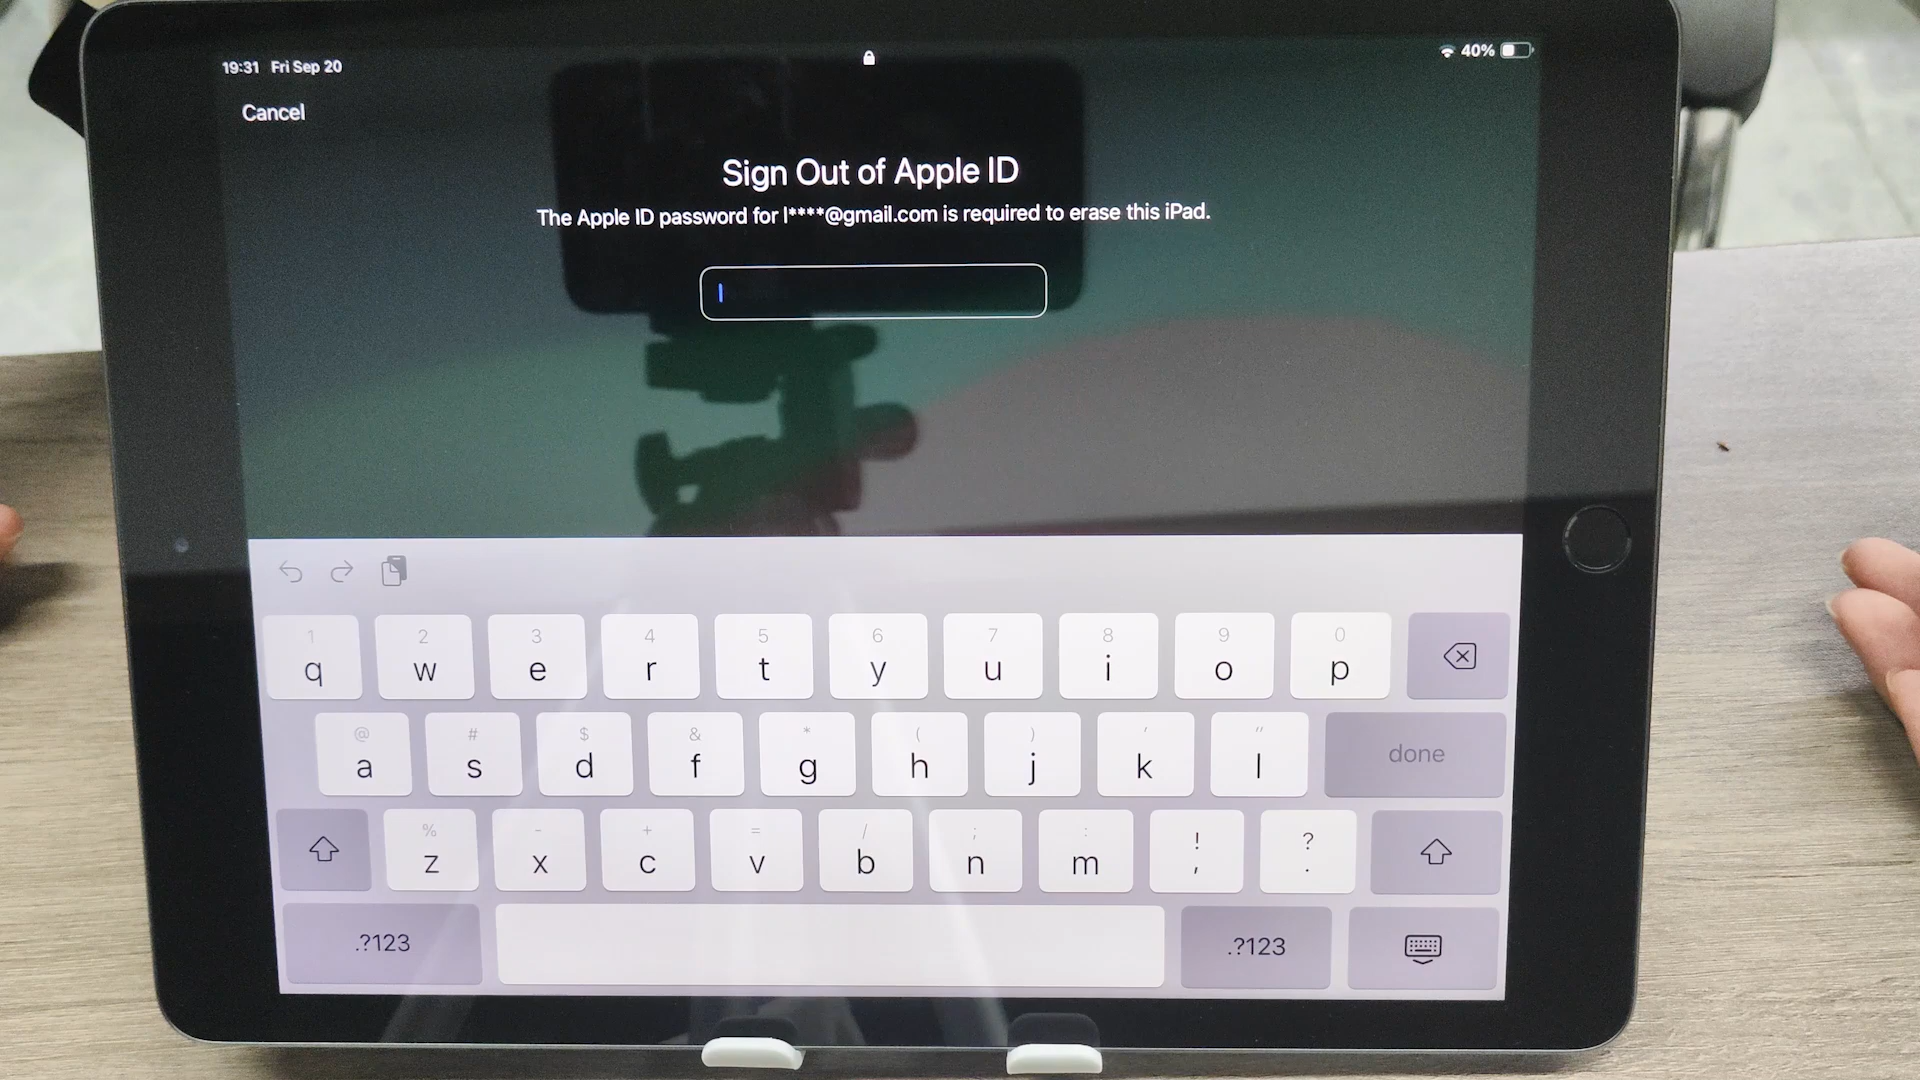 19:31 Fri Sep 20
40%
Cancel
Sign Out of Apple ID
The Apple ID password for l****@gmail.com is required to erase this iPad.
1 2 3 4 5 6 7 8 9 0
q w e r t y u i o p
@ # $ & * ( ) ' "
a s d f g h j k l done
% - + = / ; : ! ?
z x c v b n m , .
.?123 .?123